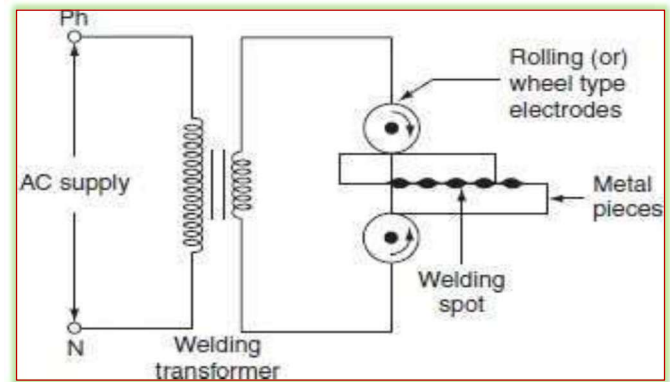 Ph
Rolling (or)
wheel type
electrodes
AC supply
Metal
pieces
Welding
spot
N
Welding
transformer